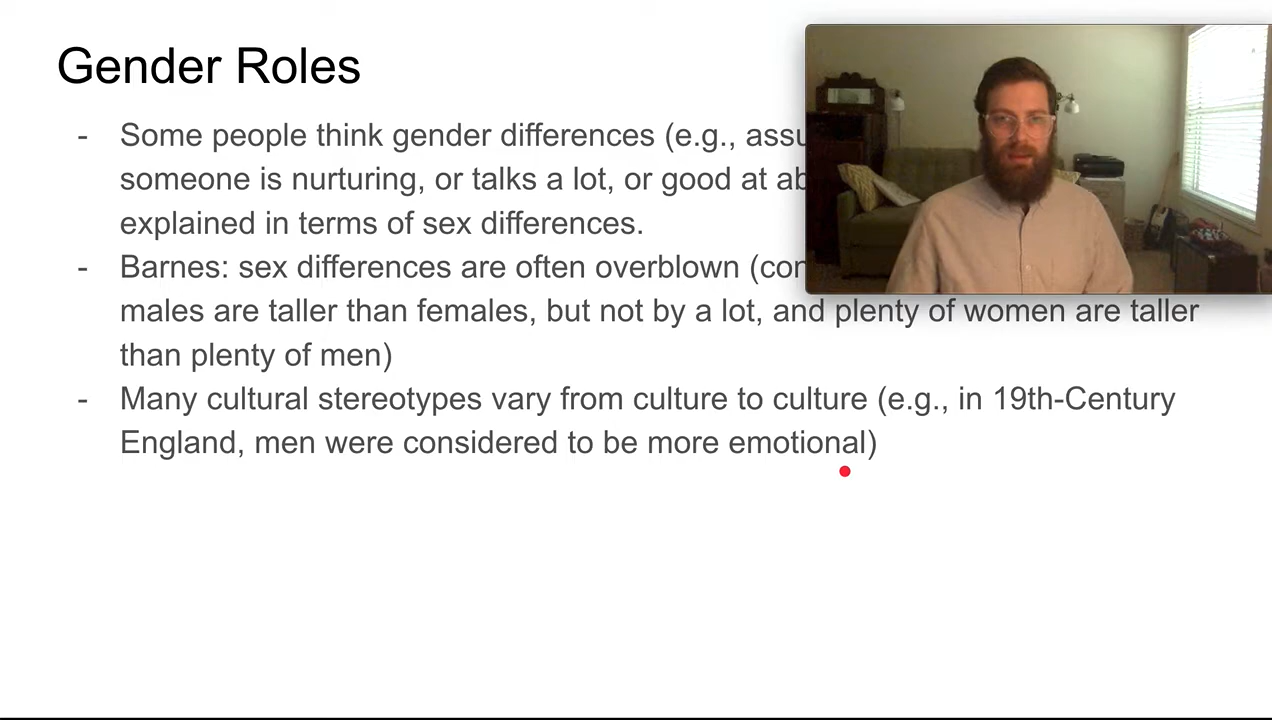 Gender Roles
- Some people think gender differences (e.g., assu
someone is nurturing, or talks a lot, or good at ab
explained in terms of sex differences.
- Barnes: sex differences are often overblown (con
males are taller than females, but not by a lot, and plenty of women are taller
than plenty of men)
- Many cultural stereotypes vary from culture to culture (e.g., in 19th-Century
England, men were considered to be more emotional)